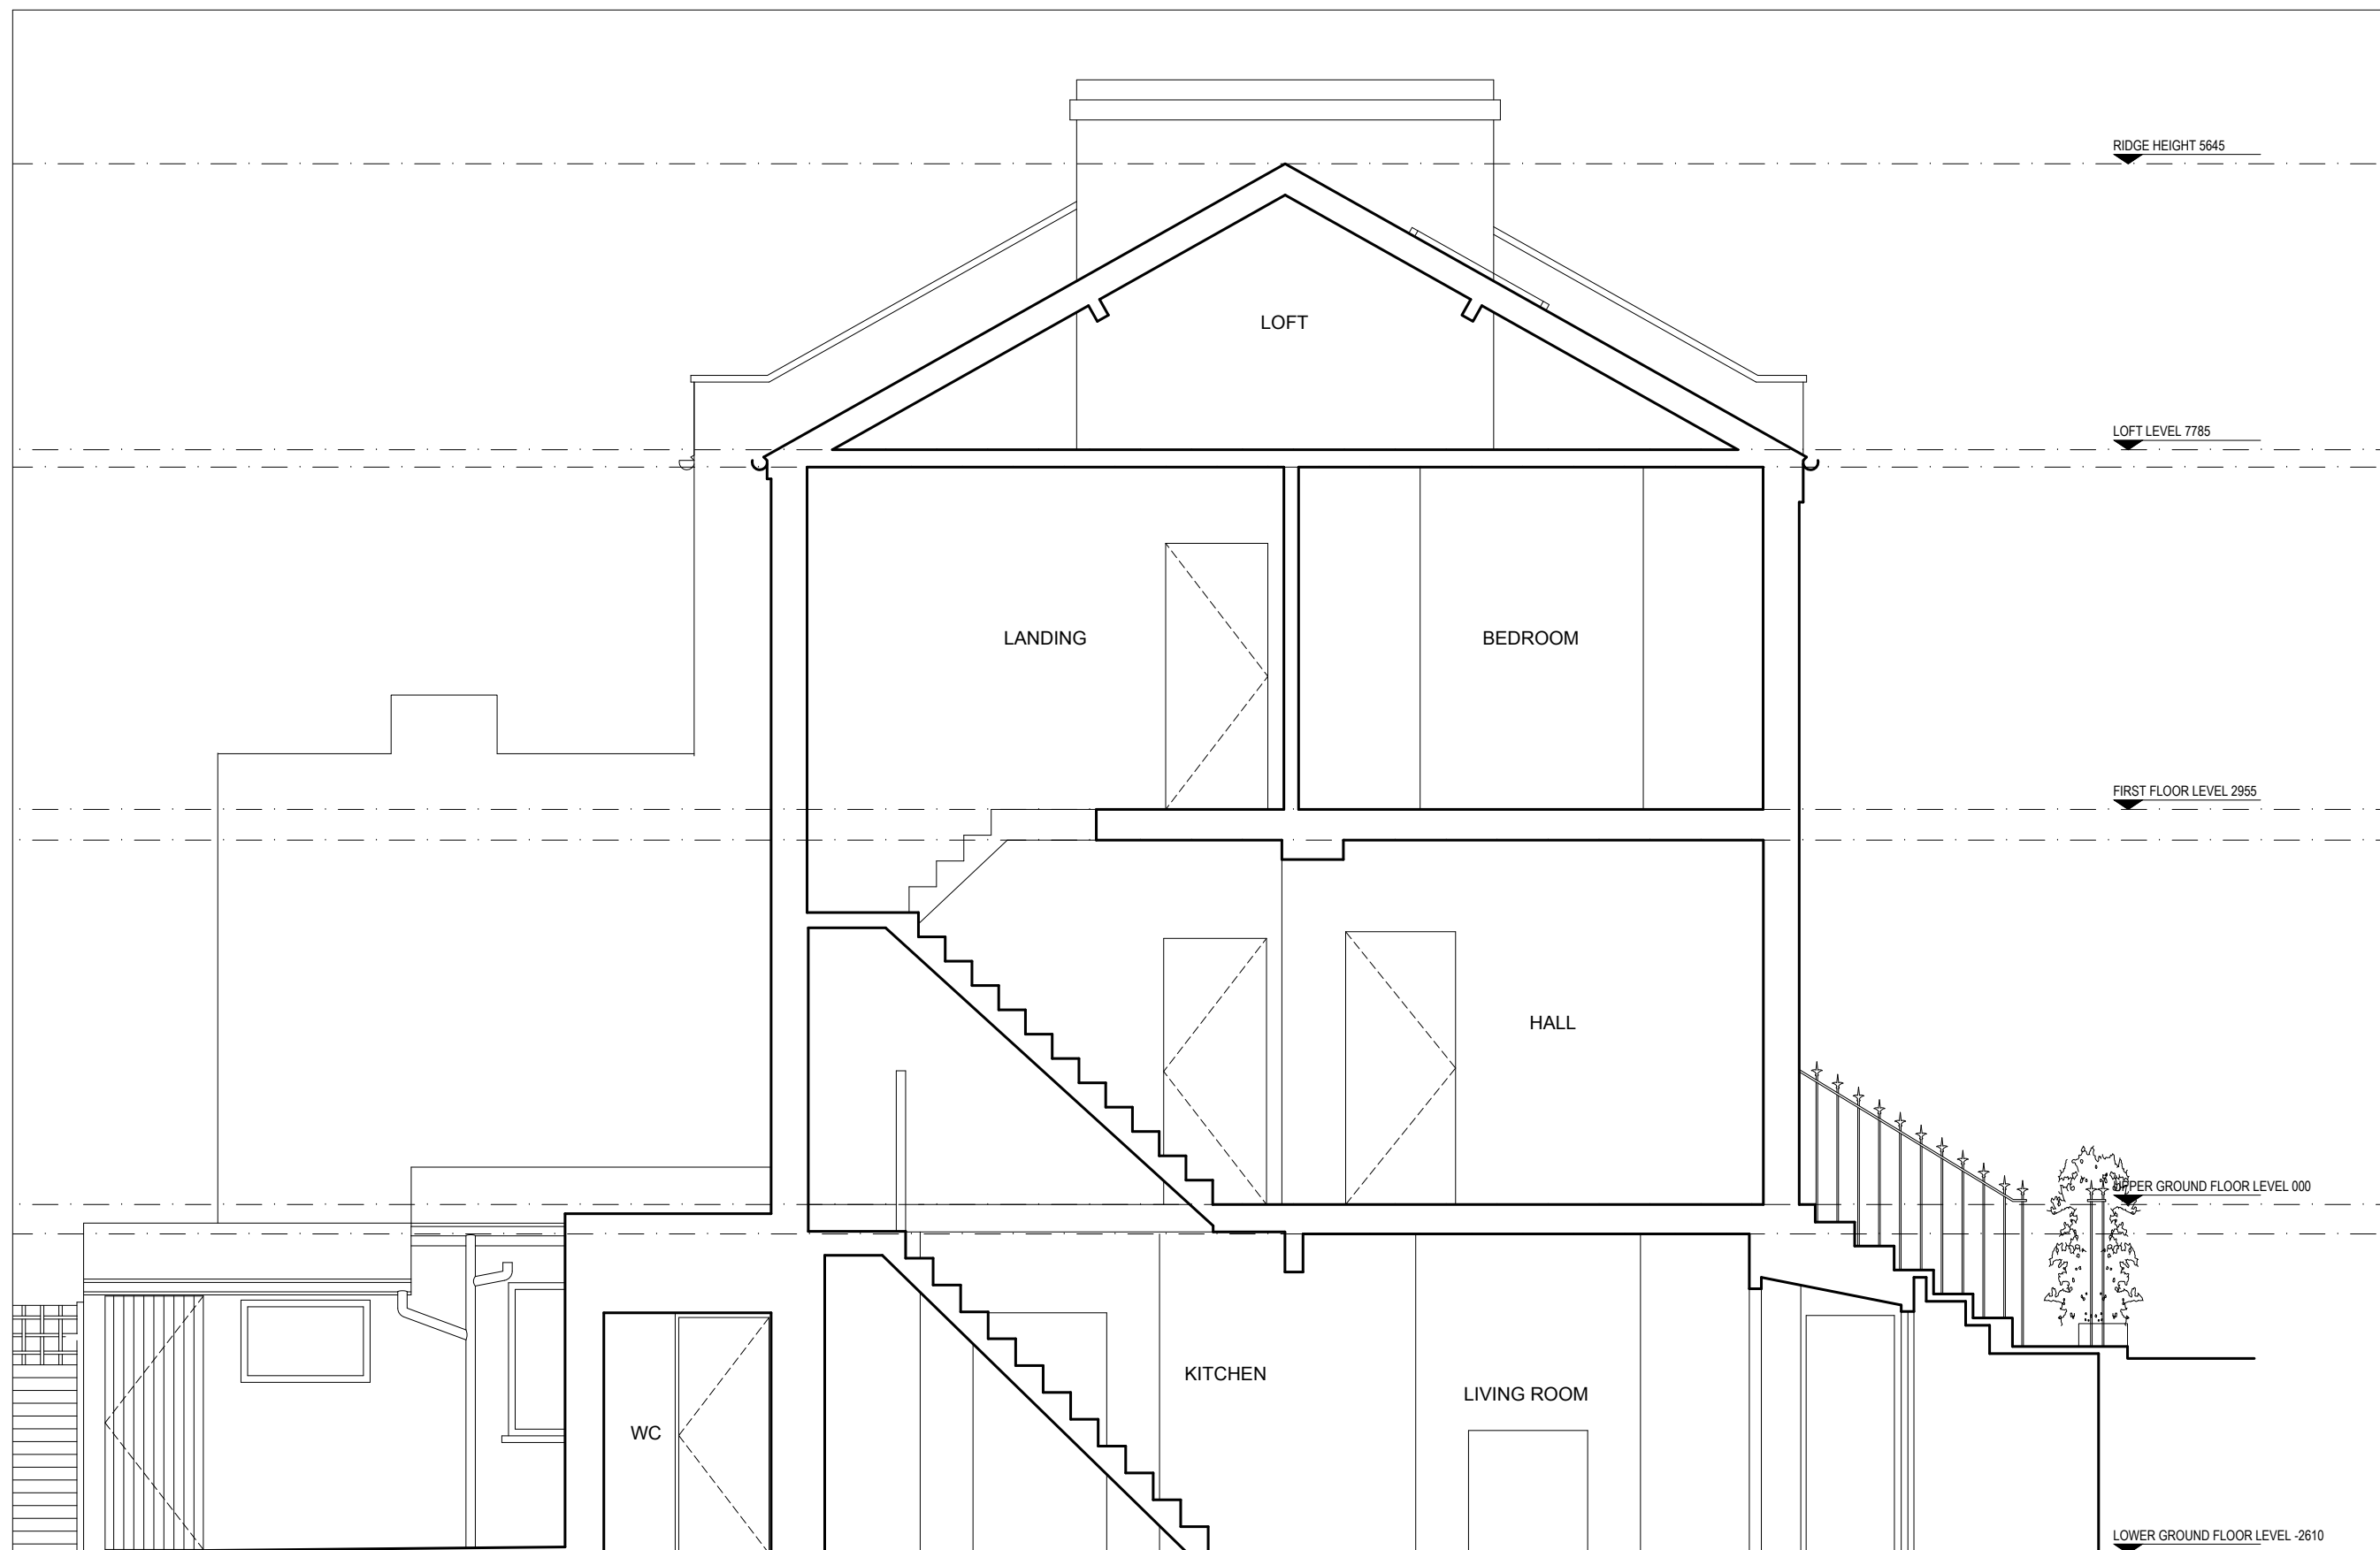 RIDGE HEIGHT 5645
LOFT
LOFT LEVEL 7785
LANDING
BEDROOM
FIRST FLOOR LEVEL 2955
HALL
UPPER GROUND FLOOR LEVEL 000
KITCHEN
LIVING ROOM
WC
LOWER GROUND FLOOR LEVEL -2610